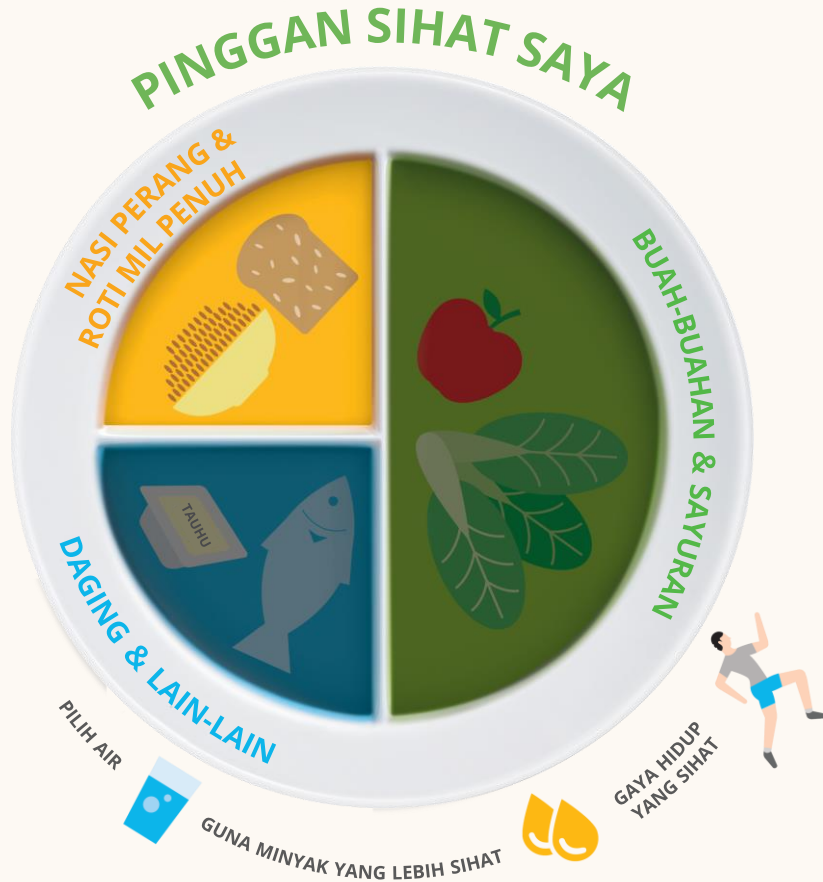 PINGGAN SIHAT SAYA
NASI PERANG &
ROTI MIL PENUH
BUAH-BUAHAN & SAYURAN
TAUHU
DAGING & LAIN-LAIN
PILIH AIR
GUNA MINYAK YANG LEBIH SIHAT
GAYA HIDUP
YANG SIHAT